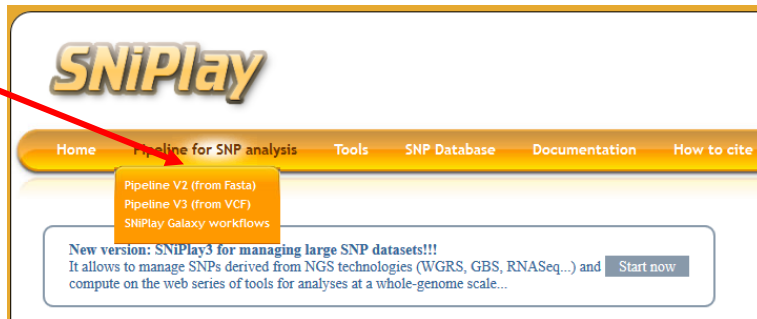 SNiPlay
Home Pipeline for SNP analysis Tools SNP Database Documentation How to cite
Pipeline V2 (from Fasta)
Pipeline V3 (from VCF)
SNiPlay Galaxy workflows
New version: SNiPlay3 for managing large SNP datasets!!!
It allows to manage SNPs derived from NGS technologies (WGRS, GBS, RNASeq...) and Start now
compute on the web series of tools for analyses at a whole-genome scale...